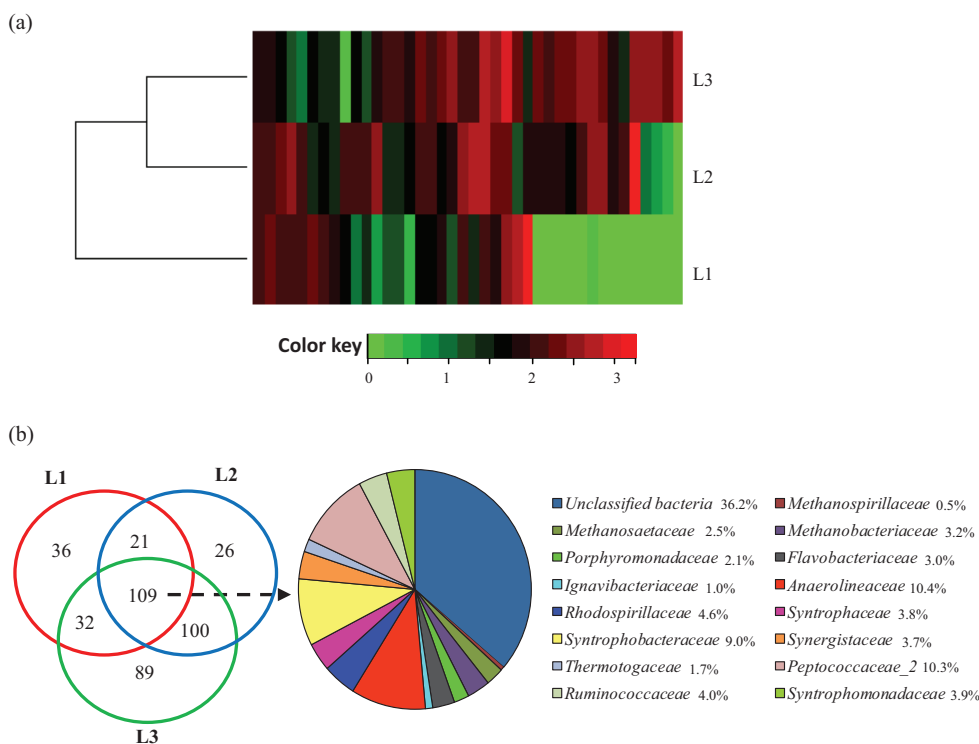 (a)
L3
L2
L1
Color key
0 1 2 3
(b)
L1 L2
36 21 26
109
32 100
89
L3
Unclassified bacteria 36.2% Methanospirillaceae 0.5%
Methanosaetaceae 2.5% Methanobacteriaceae 3.2%
Porphyromonadaceae 2.1% Flavobacteriaceae 3.0%
Ignavibacteriaceae 1.0% Anaerolineaceae 10.4%
Rhodospirillaceae 4.6% Syntrophaceae 3.8%
Syntrophobacteraceae 9.0% Synergistaceae 3.7%
Thermotogaceae 1.7% Peptococcaceae_2 10.3%
Ruminococcaceae 4.0% Syntrophomonadaceae 3.9%